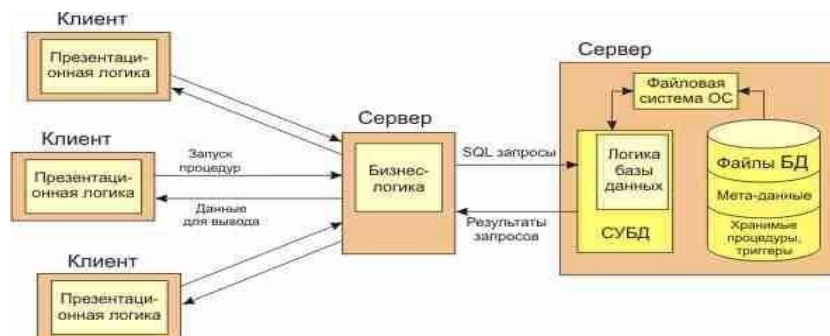 Клиент
Презентаци-
онная логика
Клиент
Презентаци-
онная логика
Клиент
Презентаци-
онная логика
Запуск
процедур
Данные
для вывода
Сервер
Бизнес-
логика
SQL запросы
Результаты
запросов
Сервер
Файловая
система ОС
Логика
базы
данных
СУБД
Файлы БД
Мета-данные
Хранимые
процедуры,
триггеры